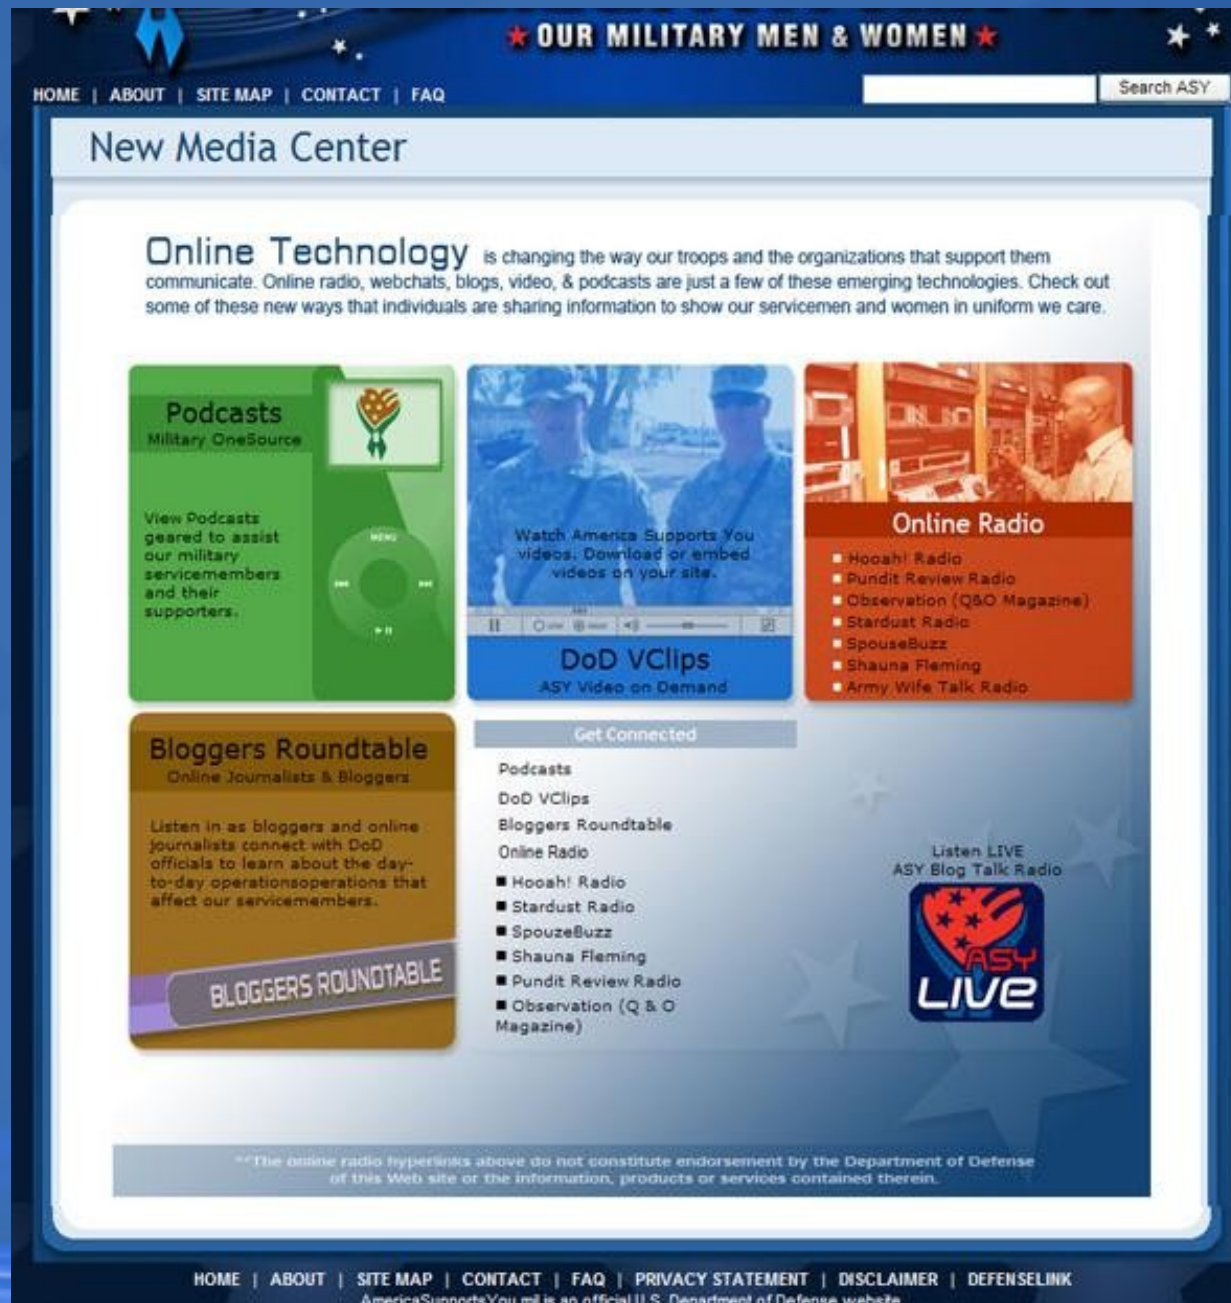 ★ OUR MILITARY MEN & WOMEN ★
HOME | ABOUT | SITE MAP | CONTACT | FAQ
Search ASY
New Media Center
Online Technology is changing the way our troops and the organizations that support them
communicate. Online radio, webchats, blogs, video, & podcasts are just a few of these emerging technologies. Check out
some of these new ways that individuals are sharing information to show our servicemen and women in uniform we care.
Podcasts
Military OneSource
View Podcasts
geared to assist
our military
servicemembers
and their
supporters.
MENU
Watch America Supports You
videos. Download or embed
videos on your site.
DoD VClips
ASY Video on Demand
Online Radio
Hooah! Radio
Pundit Review Radio
Observation (Q&O Magazine)
Stardust Radio
SpouseBuzz
Shauna Fleming
Army Wife Talk Radio
Bloggers Roundtable
Online Journalists & Bloggers
Listen in as bloggers and online
journalists connect with DoD
officials to learn about the day-
to-day operationsoperations that
affect our servicemembers.
BLOGGERS ROUNDTABLE
Get Connected
Podcasts
DoD VClips
Bloggers Roundtable
Online Radio
■ Hooah! Radio
■ Stardust Radio
■ SpouzeBuzz
■ Shauna Fleming
■ Pundit Review Radio
■ Observation (Q & O
Magazine)
Listen LIVE
ASY Blog Talk Radio
ASY
LIVE
**The online radio hyperlinks above do not constitute endorsement by the Department of Defense
of this Web site or the information, products or services contained therein.
HOME | ABOUT | SITE MAP | CONTACT | FAQ | PRIVACY STATEMENT | DISCLAIMER | DEFENSELINK
AmericaSupportsYou.mil is an official U.S. Department of Defense website